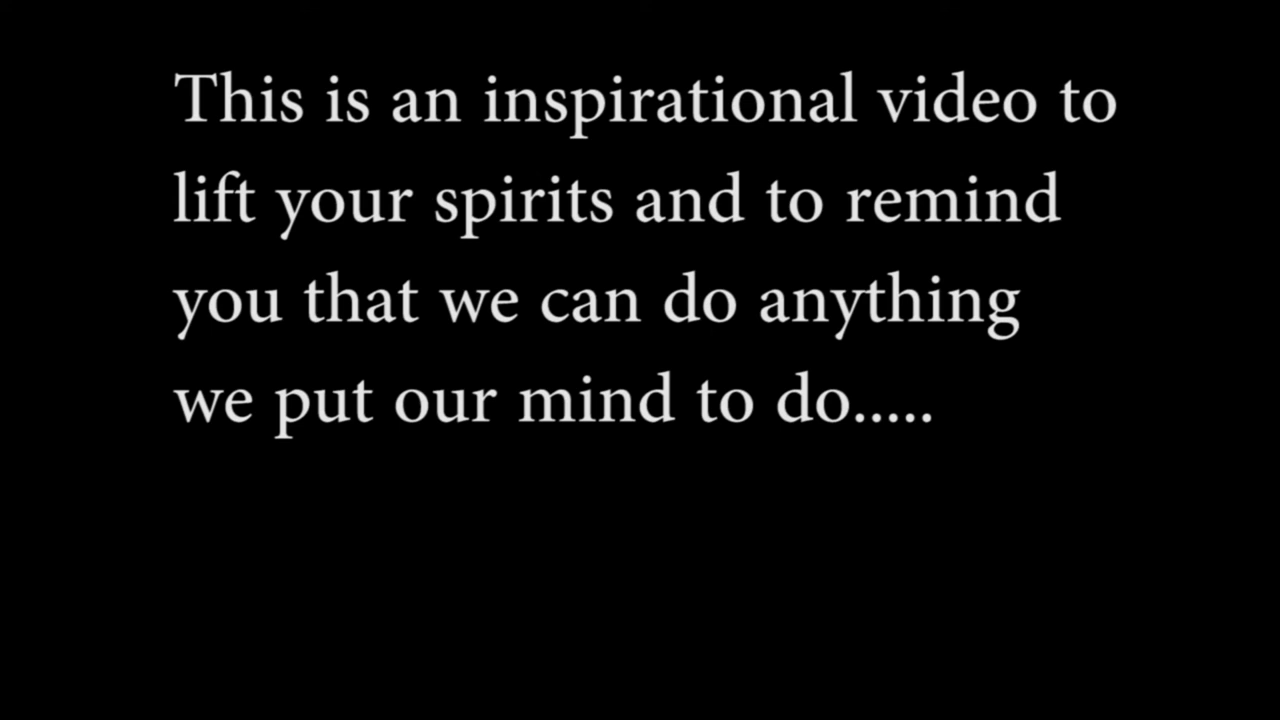 This is an inspirational video to
lift your spirits and to remind
you that we can do anything
we put our mind to do.....